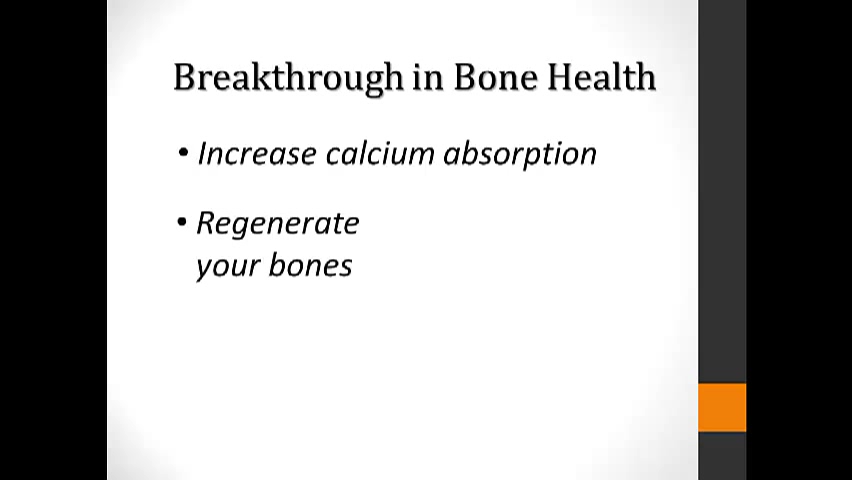 Breakthrough in Bone Health
• Increase calcium absorption
• Regenerate
your bones